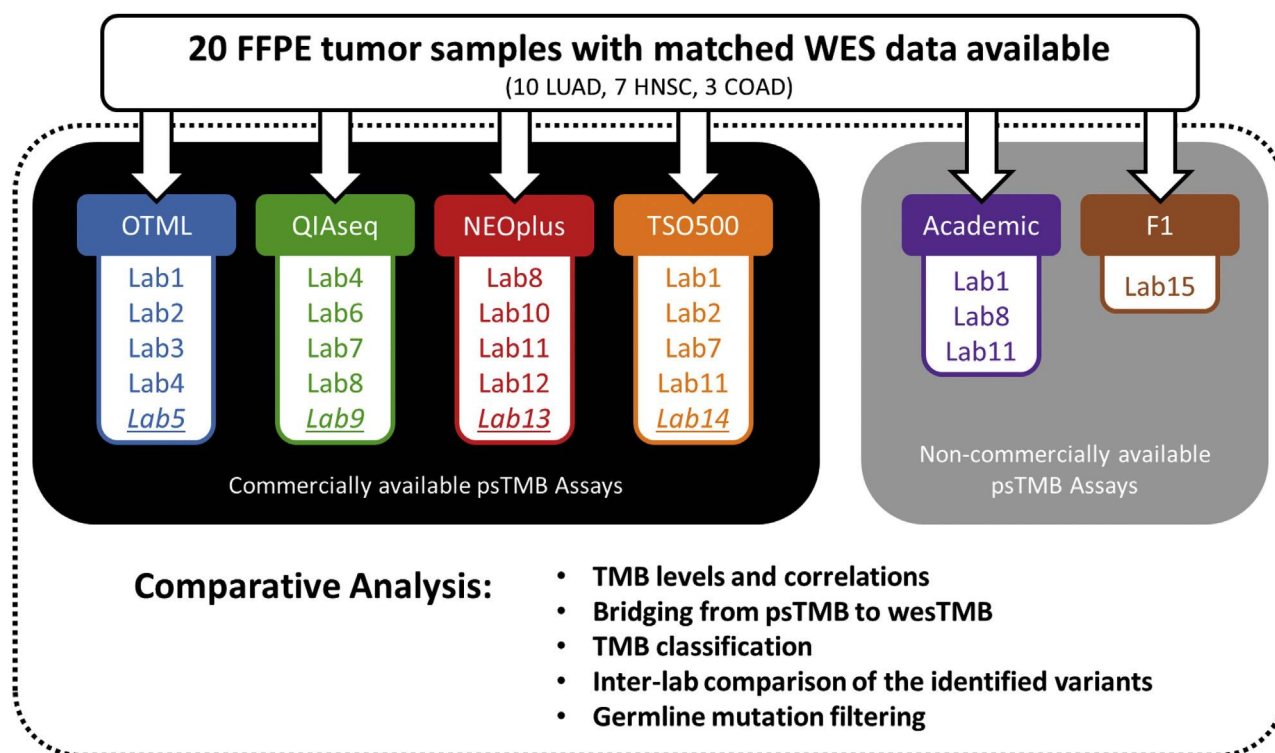 20 FFPE tumor samples with matched WES data available
(10 LUAD, 7 HNSC, 3 COAD)
OTML
Lab1
Lab2
Lab3
Lab4
Lab5
QIAseq
Lab4
Lab6
Lab7
Lab8
Lab9
NEOplus
Lab8
Lab10
Lab11
Lab12
Lab13
TSO500
Lab1
Lab2
Lab7
Lab11
Lab14
Commercially available psTMB Assays
Academic
Lab1
Lab8
Lab11
F1
Lab15
Non-commercially available
psTMB Assays
Comparative Analysis:
• TMB levels and correlations
• Bridging from psTMB to wesTMB
• TMB classification
• Inter-lab comparison of the identified variants
• Germline mutation filtering